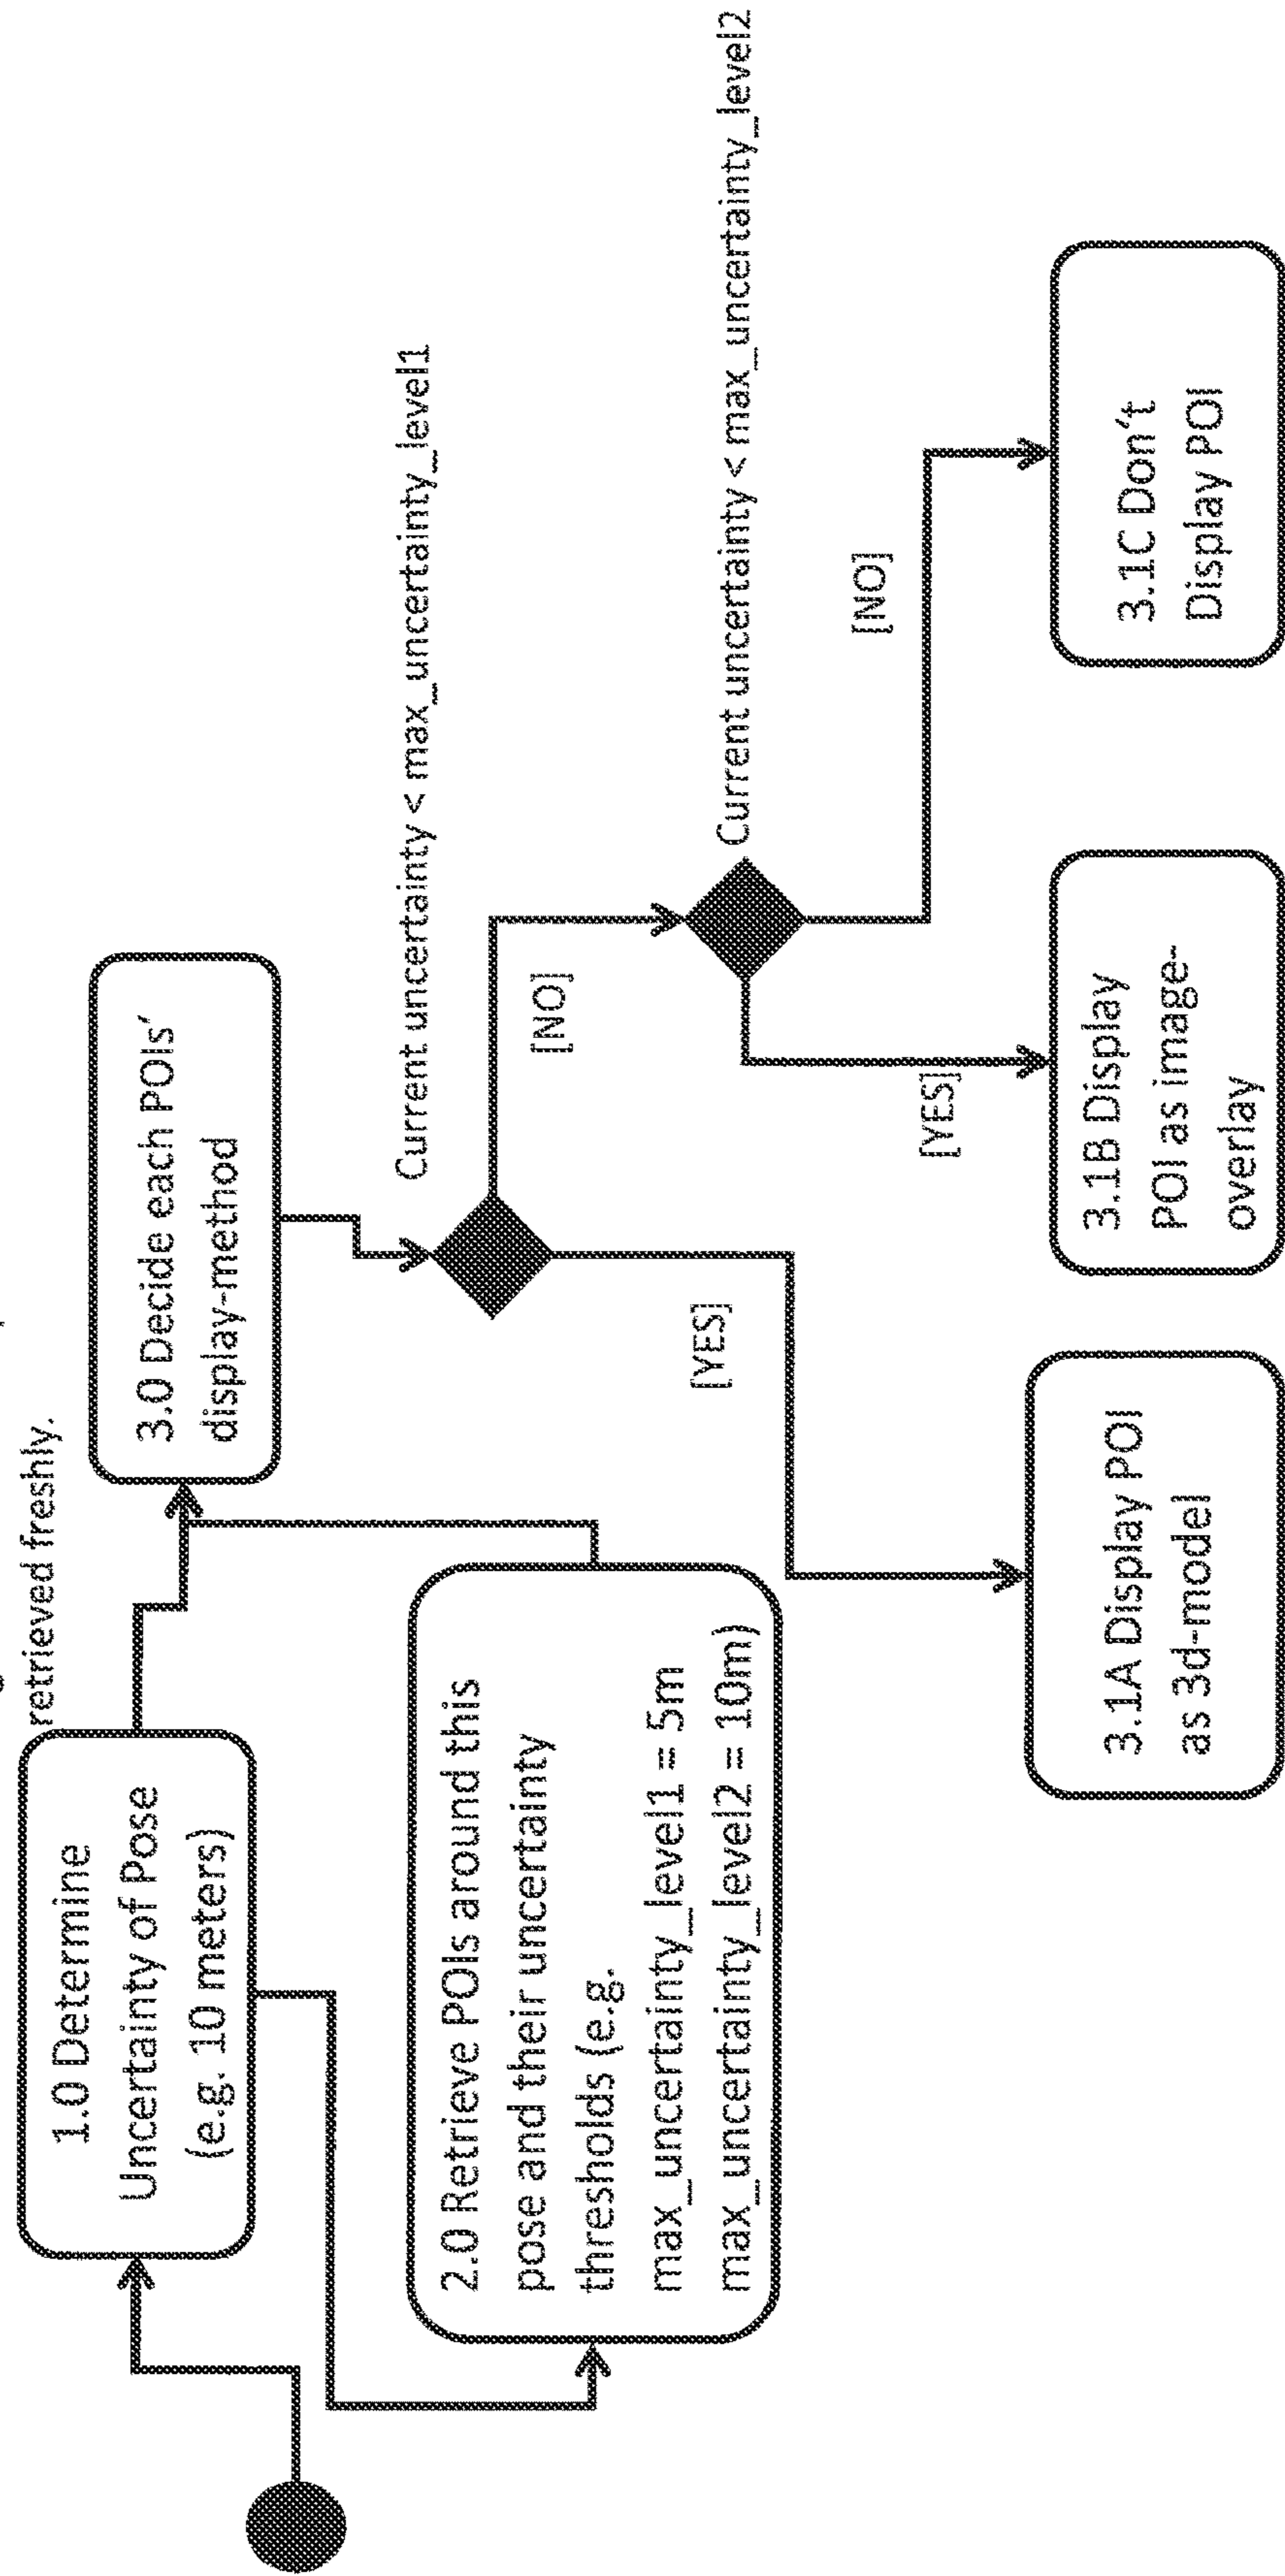 retrieved freshly.
1.0 Determine
Uncertainty of Pose
(e.g. 10 meters)
3.0 Decide each POIs‘
display-method
2.0 Retrieve POIs around this
pose and their uncertainty
thresholds (e.g.
max_uncertainty_level1 = 5m
max_uncertainty_level2 = 10m)
Current uncertainty < max_uncertainty_level1
[NO]
[YES]
Current uncertainty < max_uncertainty_level2
[NO]
[YES]
3.1A Display POI
as 3d-model
3.1B Display
POI as image-
overlay
3.1C Don‘t
Display POI